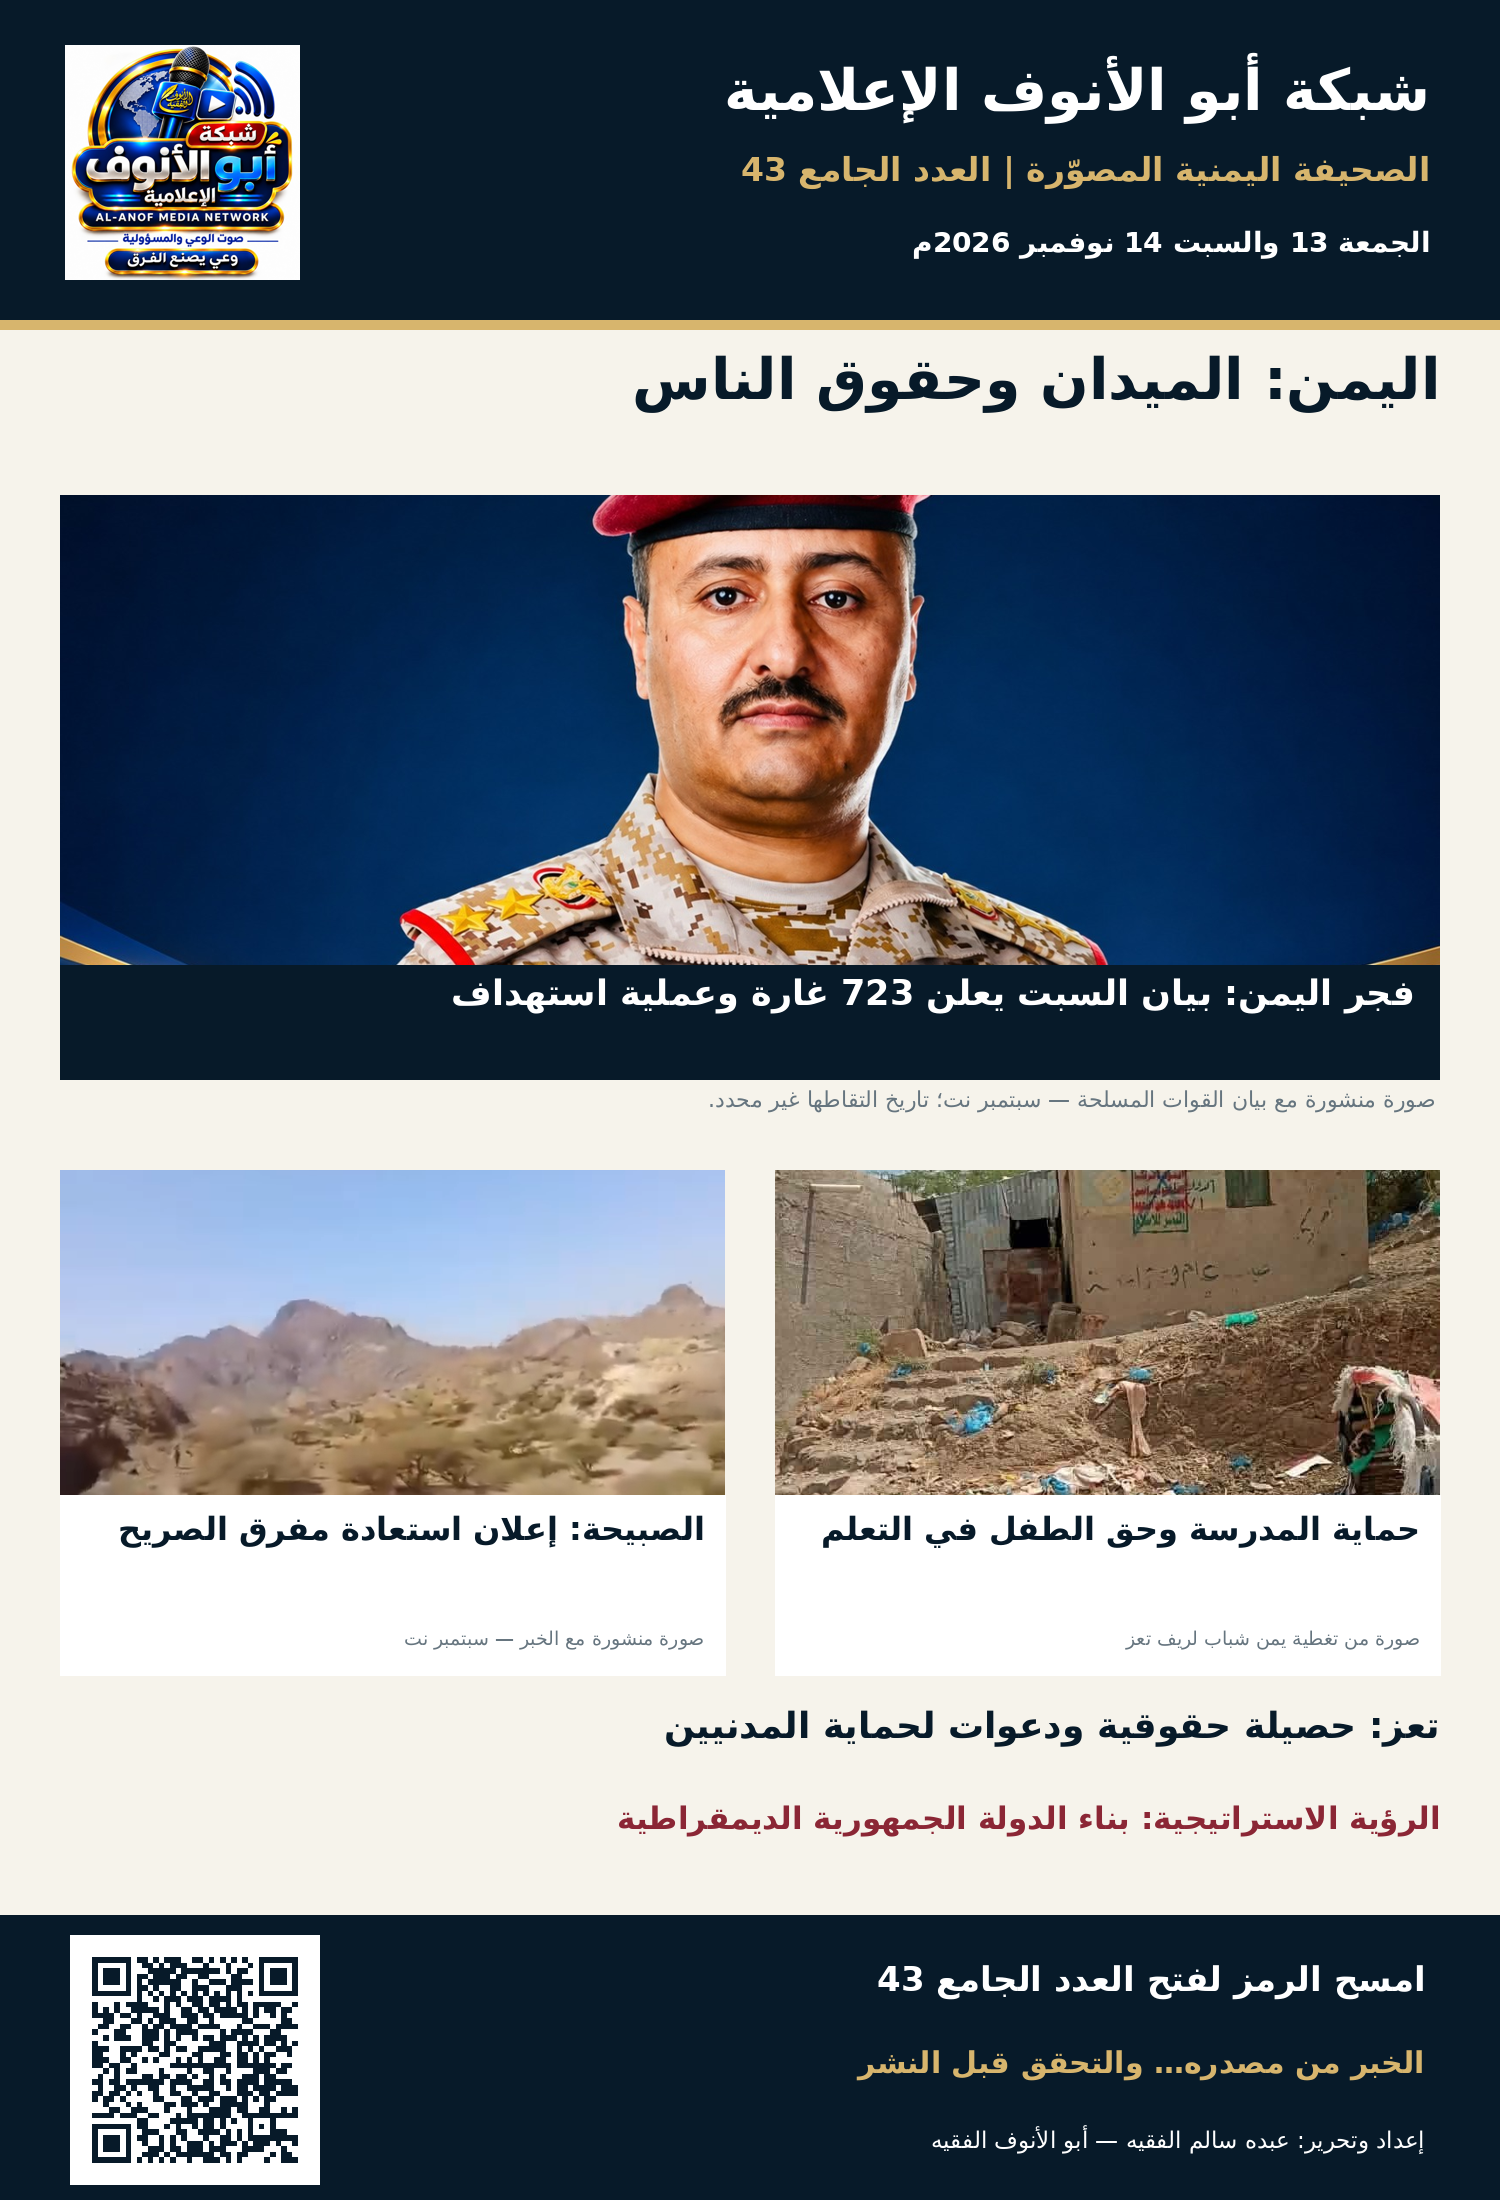 شبكة أبو الأنوف الإعلامية
الصحيفة اليمنية المصوّرة | العدد الجامع 43
الجمعة 13 والسبت 14 نوفمبر 2026م
شبكة
أبو الأنوف
الإعلامية
AL-ANOF MEDIA NETWORK
صوت الوعي والمسؤولية
وعي يصنع الفرق
اليمن: الميدان وحقوق الناس
فجر اليمن: بيان السبت يعلن 723 غارة وعملية استهداف
صورة منشورة مع بيان القوات المسلحة — سبتمبر نت؛ تاريخ التقاطها غير محدد.
حماية المدرسة وحق الطفل في التعلم
صورة من تغطية يمن شباب لريف تعز
الصبيحة: إعلان استعادة مفرق الصريح
صورة منشورة مع الخبر — سبتمبر نت
تعز: حصيلة حقوقية ودعوات لحماية المدنيين
الرؤية الاستراتيجية: بناء الدولة الجمهورية الديمقراطية
امسح الرمز لفتح العدد الجامع 43
الخبر من مصدره... والتحقق قبل النشر
إعداد وتحرير: عبده سالم الفقيه — أبو الأنوف الفقيه